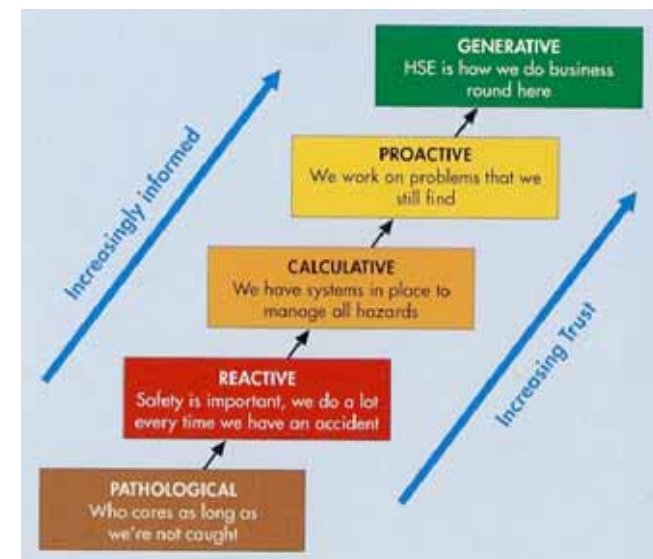 GENERATIVE
HSE is how we do business
round here
PROACTIVE
We work on problems that we
still find
Increasingly informed
CALCULATIVE
We have systems in place to
manage all hazards
Increasing Trust
REACTIVE
Safety is important, we do a lot
every time we have an accident
PATHOLOGICAL
Who cares as long as
we're not caught